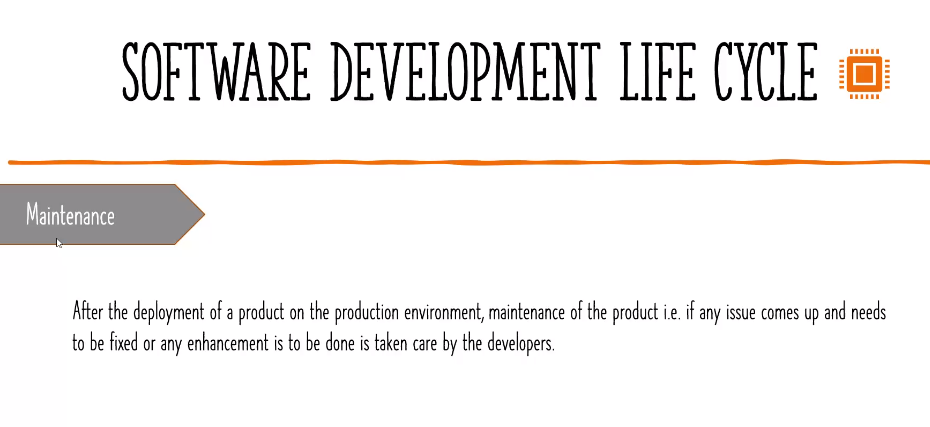 SOFTWARE DEVELOPMENT LIFE CYCLE
Maintenance
After the deployment of a product on the production environment, maintenance of the product i.e. if any issue comes up and needs
to be fixed or any enhancement is to be done is taken care by the developers.